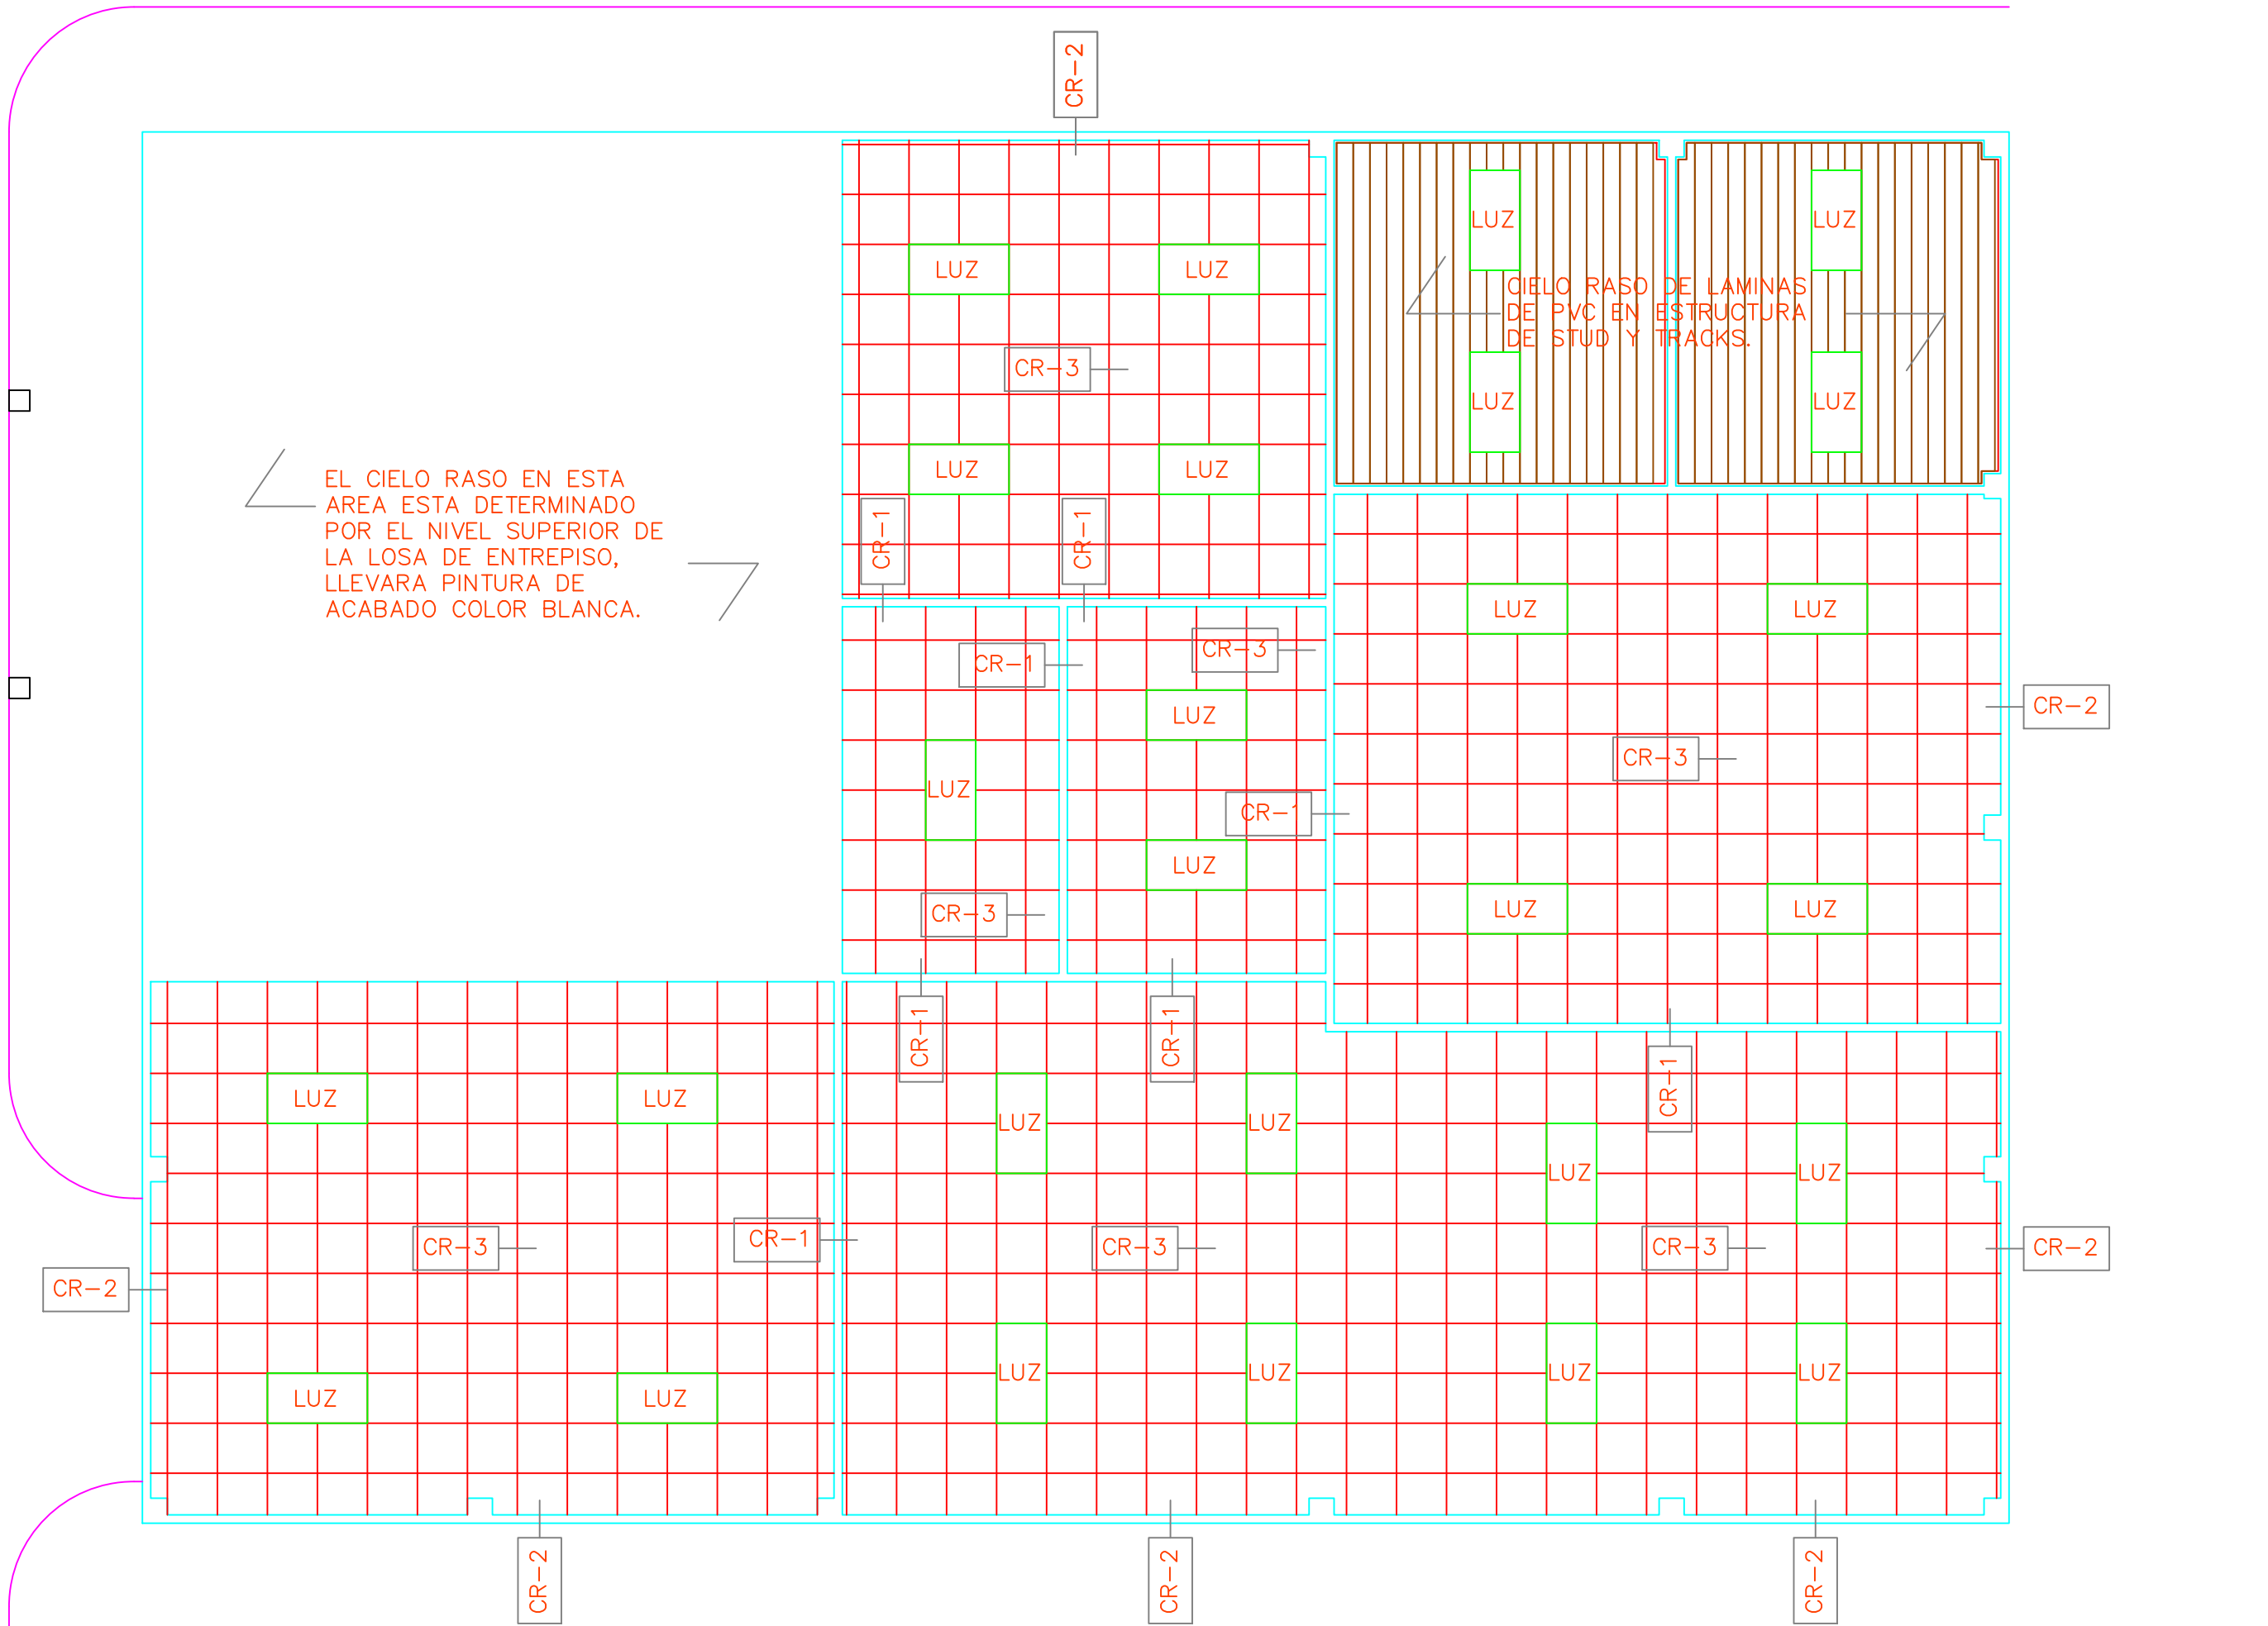 CR-2
LUZ
LUZ
LUZ
LUZ
CIELO RASO DE LAMINAS
DE PVC EN ESTRUCTURA
DE STUD Y TRACKS.
CR-3
LUZ
LUZ
LUZ
LUZ
EL CIELO RASO EN ESTA
AREA ESTA DETERMINADO
POR EL NIVEL SUPERIOR DE
LA LOSA DE ENTREPISO,
LLEVARA PINTURA DE
ACABADO COLOR BLANCA.
CR-1
CR-1
LUZ
LUZ
CR-3
CR-1
CR-2
LUZ
CR-3
LUZ
CR-1
LUZ
CR-3
LUZ
LUZ
CR-1
CR-1
CR-1
LUZ
LUZ
LUZ
LUZ
LUZ
LUZ
CR-3
CR-1
CR-3
CR-3
CR-2
CR-2
LUZ
LUZ
LUZ
LUZ
LUZ
LUZ
CR-2
CR-2
CR-2